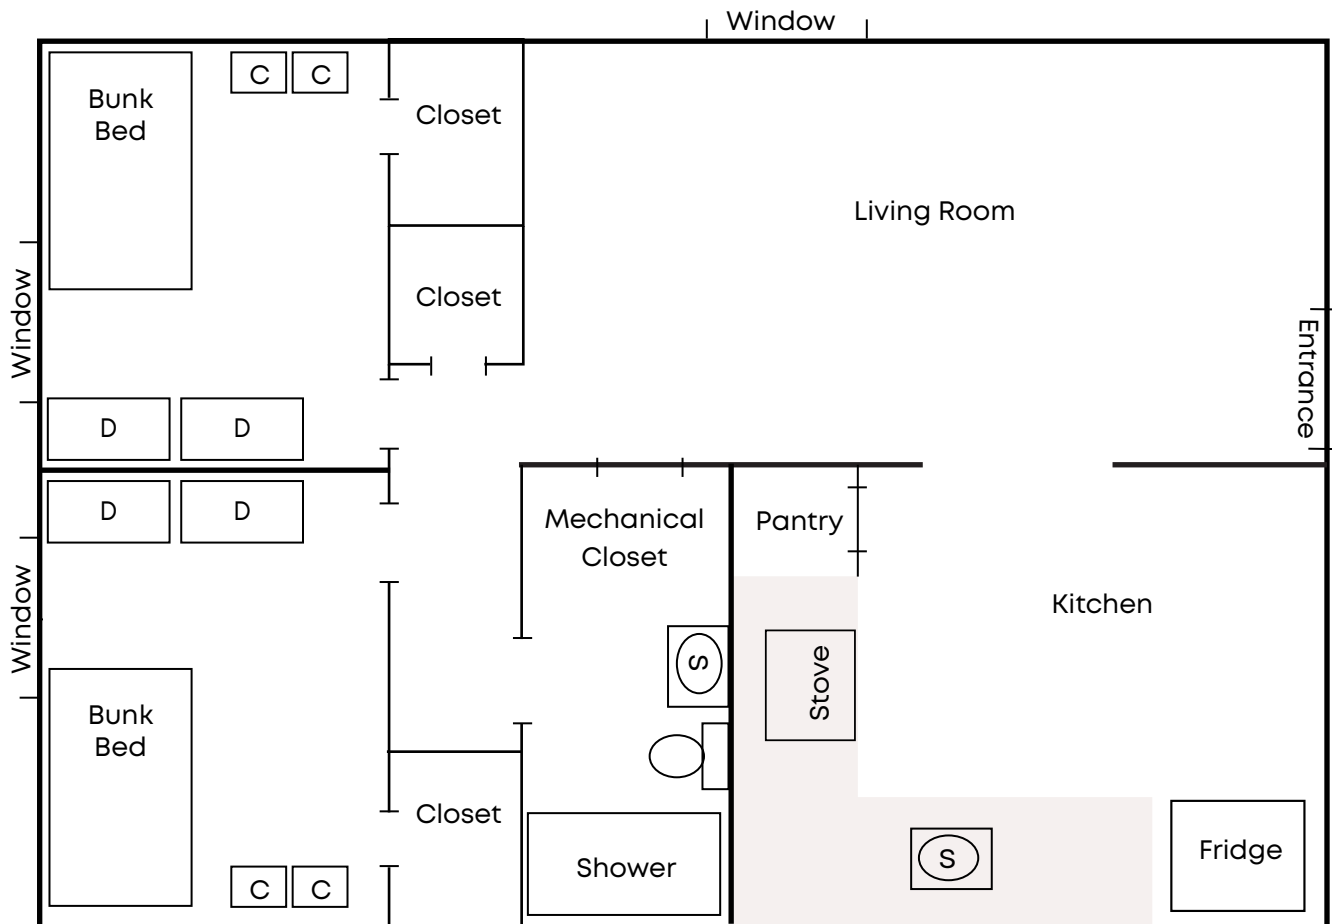 Window
Bunk
Bed
C
C
Closet
Living Room
Closet
Window
Entrance
D
D
D
D
Mechanical
Closet
Pantry
Window
Kitchen
S
Stove
Bunk
Bed
Closet
Shower
S
Fridge
C
C